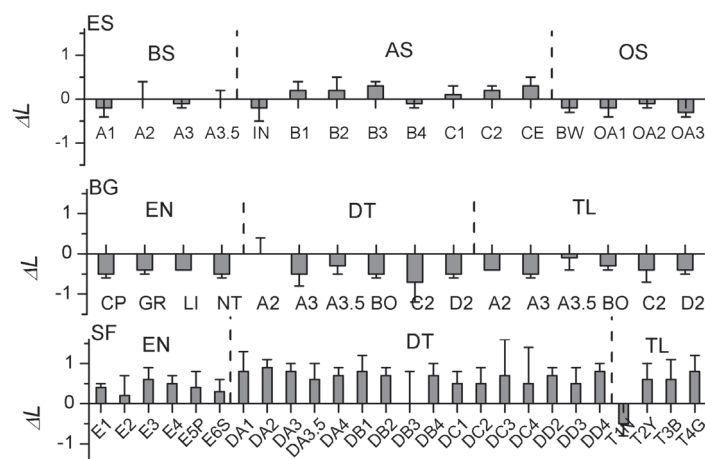 ES
BS AS OS
1
0
-1
ΔL
A1 A2 A3 A3.5 IN B1 B2 B3 B4 C1 C2 CE BW OA1 OA2 OA3
BG
EN DT TL
1
0
-1
ΔL
CP GR LI NT A2 A3 A3.5 BO C2 D2 A2 A3 A3.5 BO C2 D2
SF
EN DT TL
1
0
-1
ΔL
E1 E2 E3 E4 E5P E6S DA1 DA2 DA3 DA3.5 DA4 DB1 DB2 DB3 DB4 DC1 DC2 DC3 DC4 DD2 DD3 DD4 T1N T2Y T3B T4G